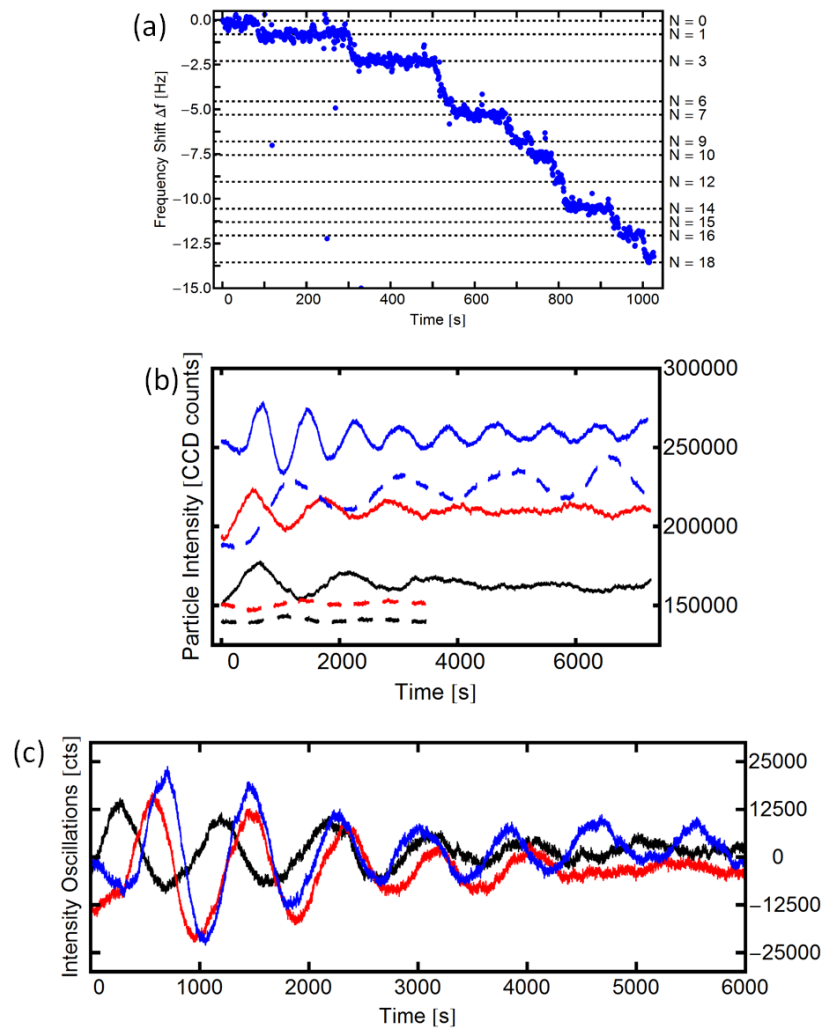 (a)
Frequency Shift Δf [Hz]
0.0
−2.5
−5.0
−7.5
−10.0
−12.5
−15.0
N = 0
N = 1
N = 3
N = 6
N = 7
N = 9
N = 10
N = 12
N = 14
N = 15
N = 16
N = 18
0 200 400 600 800 1000
Time [s]
(b)
Particle Intensity [CCD counts]
300000
250000
200000
150000
0 2000 4000 6000
Time [s]
(c)
Intensity Oscillations [cts]
25000
12500
0
−12500
−25000
0 1000 2000 3000 4000 5000 6000
Time [s]